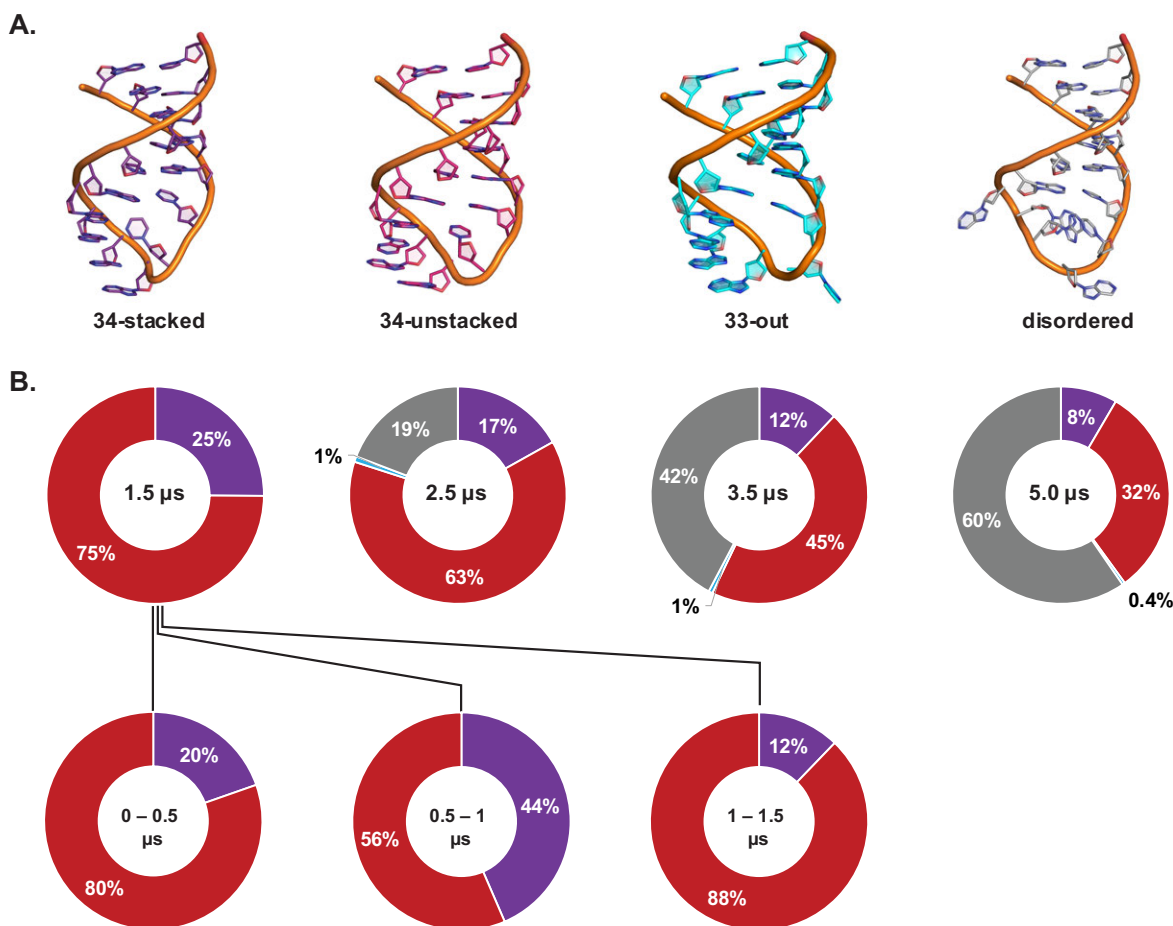 A.
34-stacked
34-unstacked
33-out
disordered
B.
25%
1.5 µs
75%
19%
17%
1%
2.5 µs
63%
12%
42%
3.5 µs
45%
1%
8%
5.0 µs
32%
60%
0.4%
20%
0 – 0.5
µs
80%
0.5 – 1
µs
44%
56%
12%
1 – 1.5
µs
88%